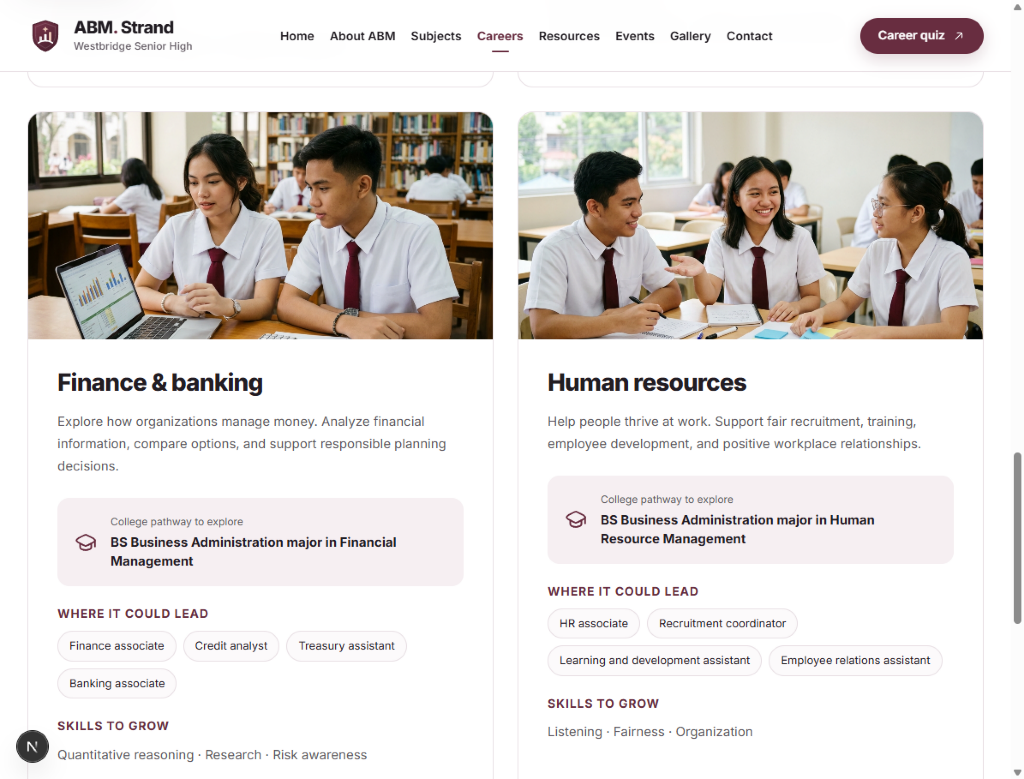 ABM. Strand
Westbridge Senior High
Home
About ABM
Subjects
Careers
Resources
Events
Gallery
Contact
Career quiz
Finance & banking
Explore how organizations manage money. Analyze financial
information, compare options, and support responsible planning
decisions.
College pathway to explore
BS Business Administration major in Financial
Management
WHERE IT COULD LEAD
Finance associate
Credit analyst
Treasury assistant
Banking associate
SKILLS TO GROW
Quantitative reasoning · Research · Risk awareness
Human resources
Help people thrive at work. Support fair recruitment, training,
employee development, and positive workplace relationships.
College pathway to explore
BS Business Administration major in Human
Resource Management
WHERE IT COULD LEAD
HR associate
Recruitment coordinator
Learning and development assistant
Employee relations assistant
SKILLS TO GROW
Listening · Fairness · Organization
N